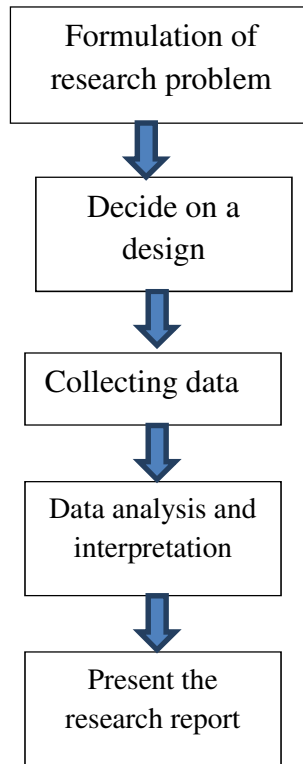 Formulation of
research problem
Decide on a
design
Collecting data
Data analysis and
interpretation
Present the
research report